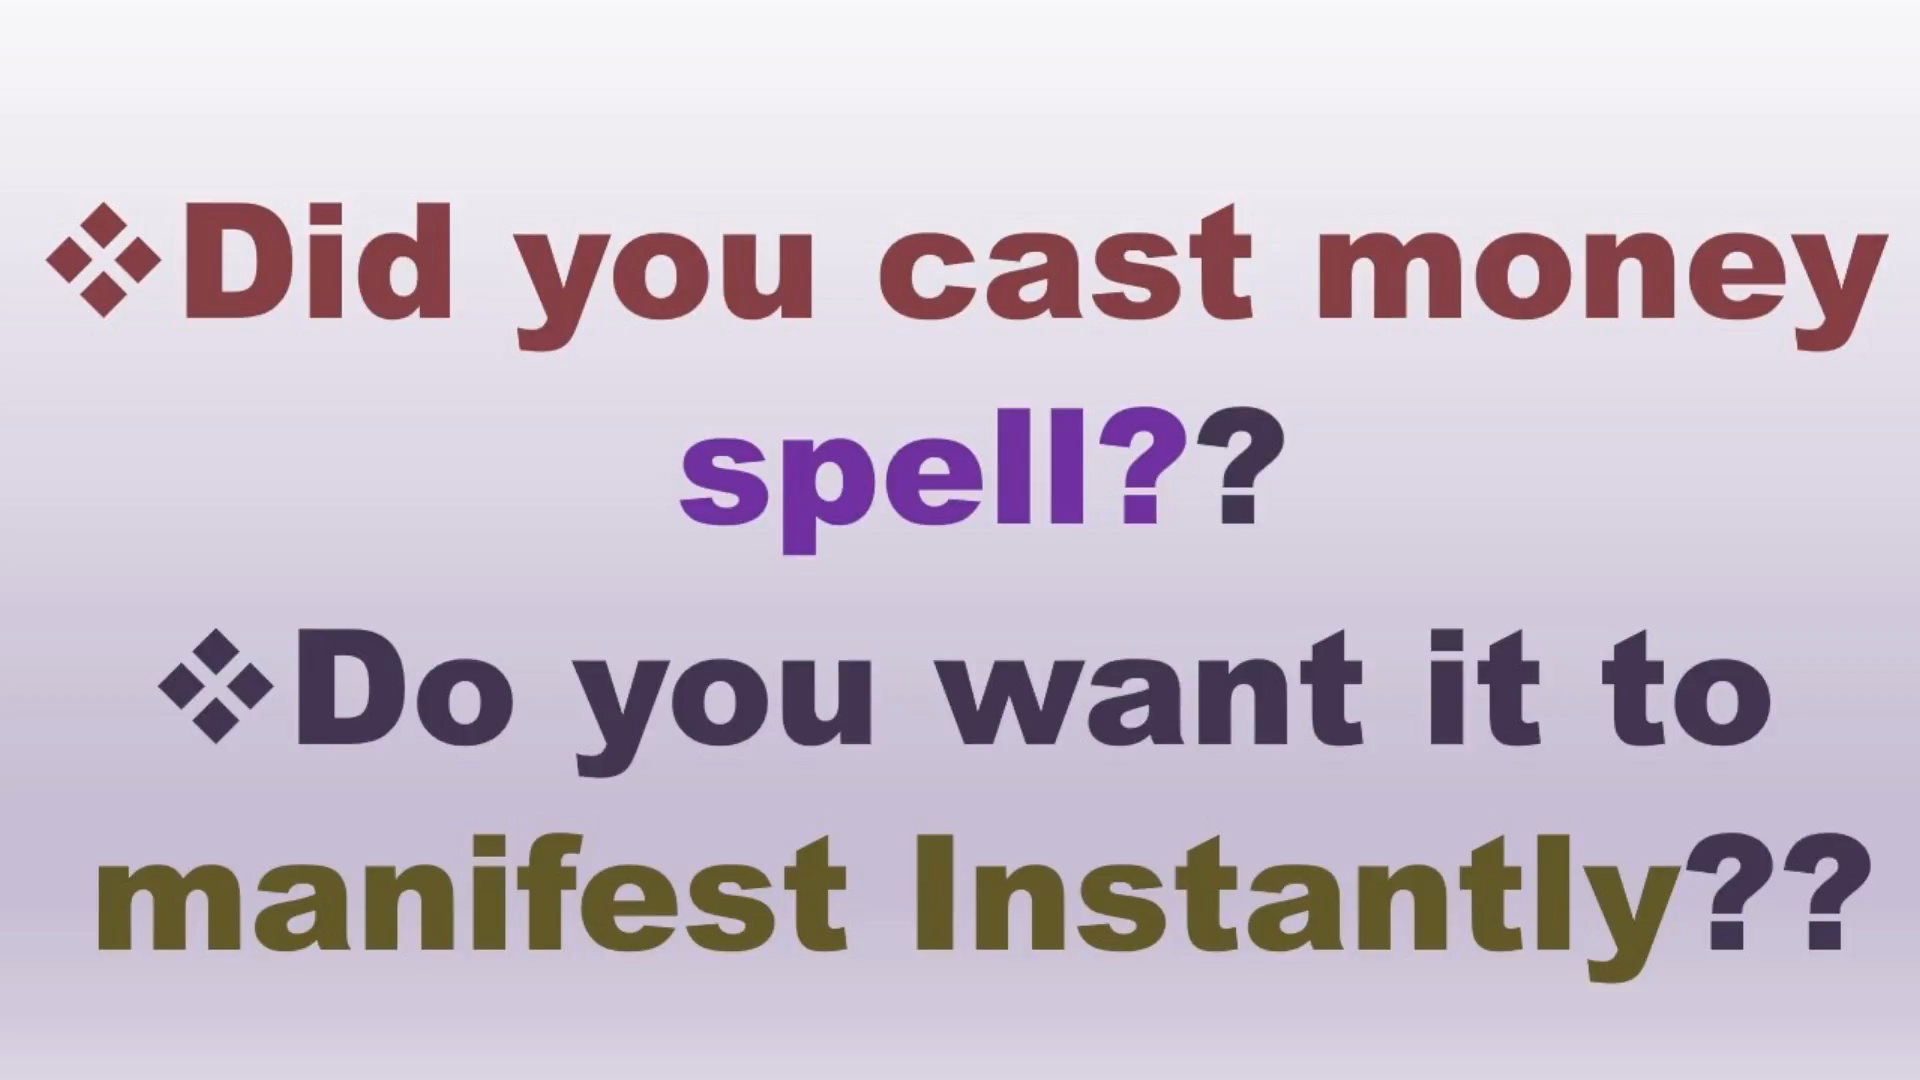 ❖Did you cast money
spell??
❖Do you want it to
manifest Instantly??